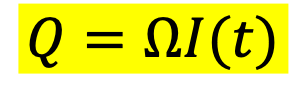 Q = ΩI(t)